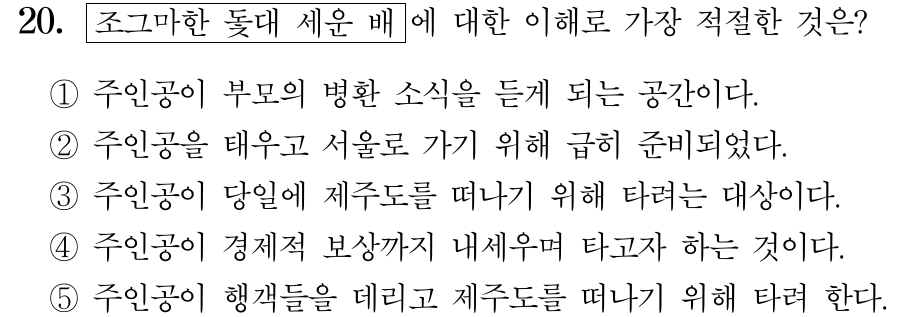 20. 조그마한 돛대 세운 배 에 대한 이해로 가장 적절한 것은?
① 주인공이 부모의 병환 소식을 듣게 되는 공간이다.
② 주인공을 태우고 서울로 가기 위해 급히 준비되었다.
③ 주인공이 당일에 제주도를 떠나기 위해 타려는 대상이다.
④ 주인공이 경제적 보상까지 내세우며 타고자 하는 것이다.
⑤ 주인공이 행객들을 데리고 제주도를 떠나기 위해 타려 한다.